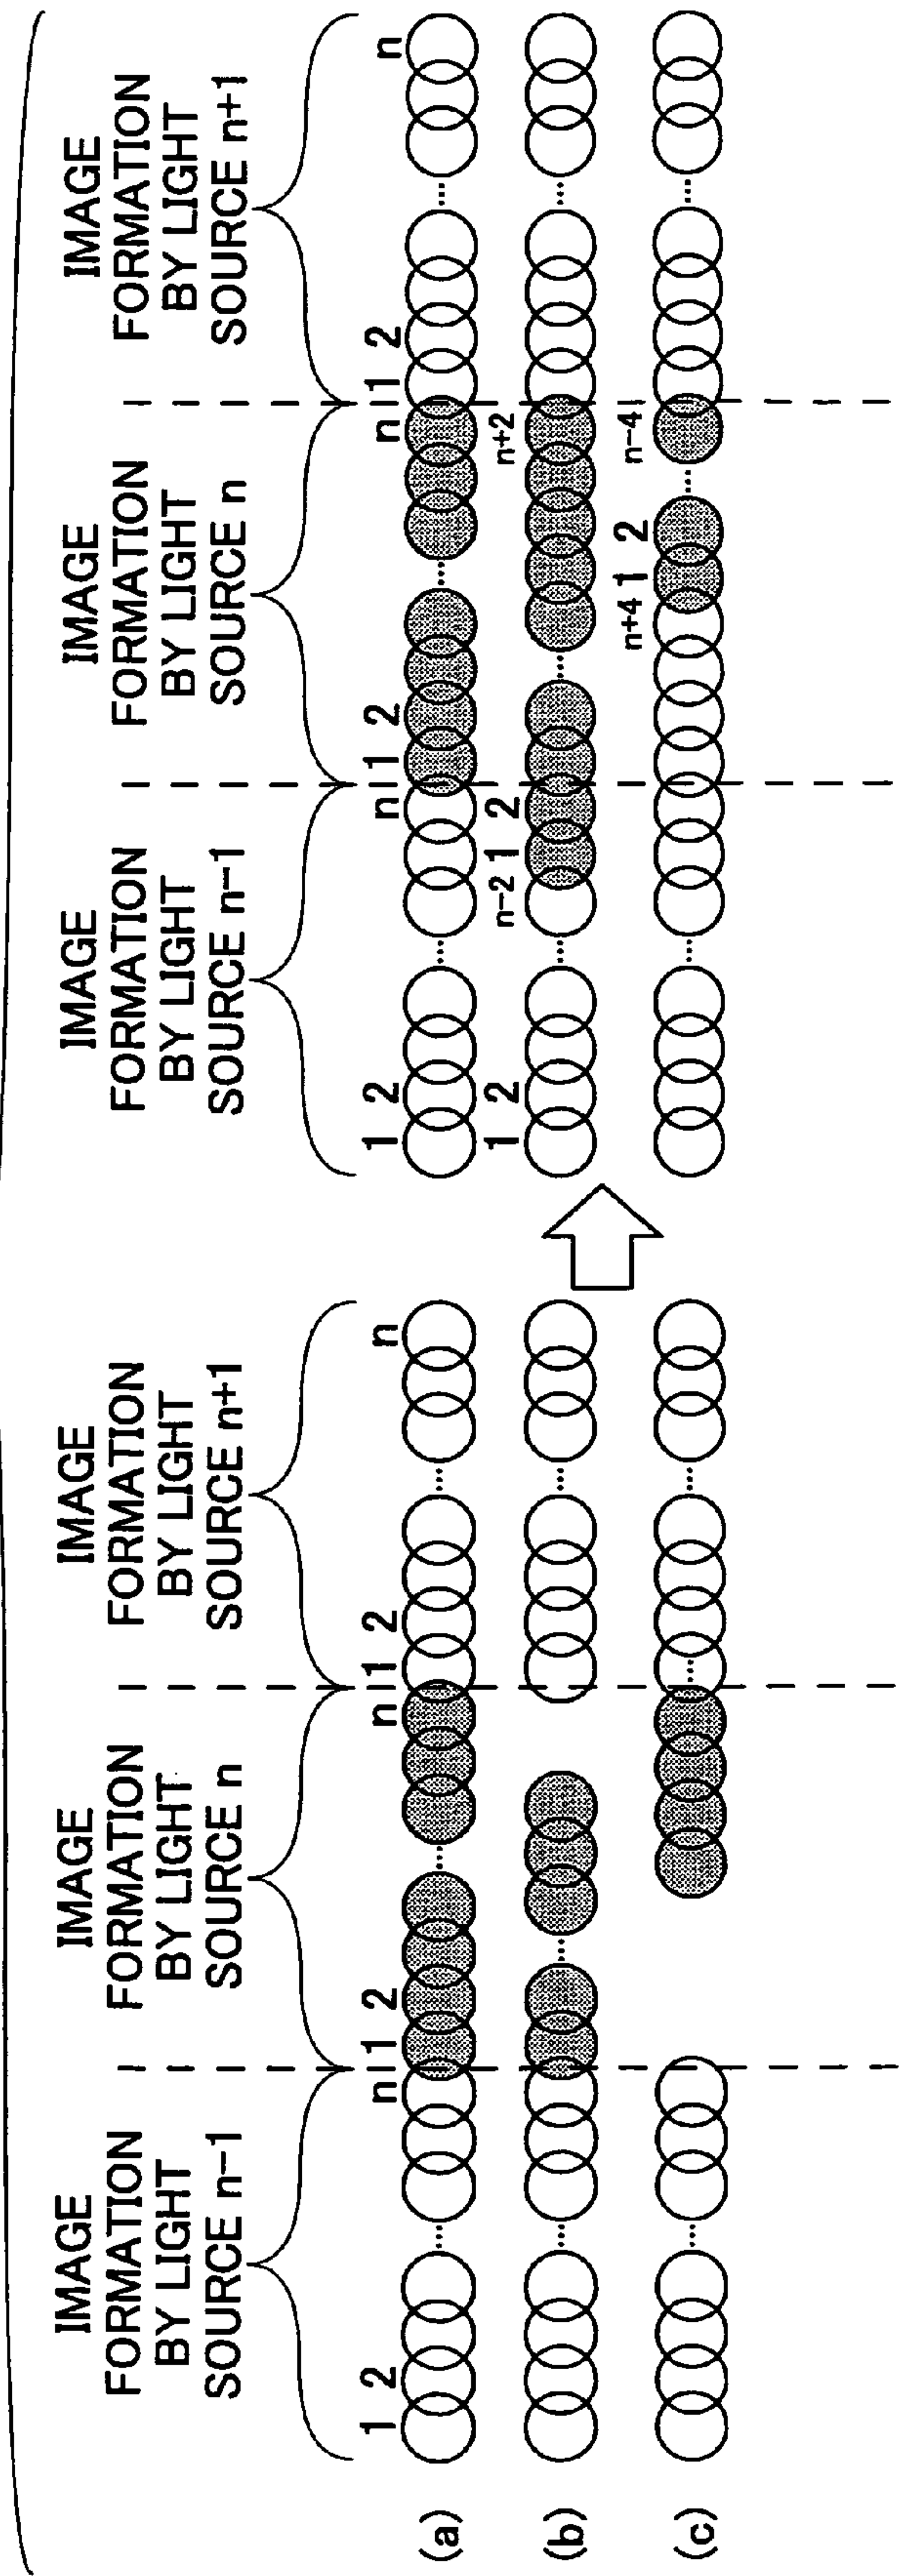 IMAGE
FORMATION
BY LIGHT
SOURCE n-1
IMAGE
FORMATION
BY LIGHT
SOURCE n
IMAGE
FORMATION
BY LIGHT
SOURCE n+1
IMAGE
FORMATION
BY LIGHT
SOURCE n-1
IMAGE
FORMATION
BY LIGHT
SOURCE n
IMAGE
FORMATION
BY LIGHT
SOURCE n+1
(a) 1 2 ... n 1 2 ... n 1 2 ... n 1 2 ... n 1 2 ... n 1 2 ... n
(b) ... ... ... 1 2 ... n-2 1 2 ... n+2 ...
(c) ... ... ... ... n+4 1 2 ... n-4 ...